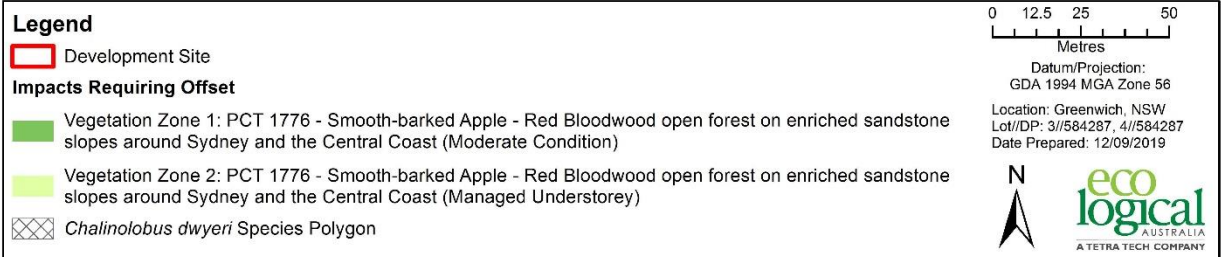 Legend
Development Site
Impacts Requiring Offset
Vegetation Zone 1: PCT 1776 - Smooth-barked Apple - Red Bloodwood open forest on enriched sandstone
slopes around Sydney and the Central Coast (Moderate Condition)
Vegetation Zone 2: PCT 1776 - Smooth-barked Apple - Red Bloodwood open forest on enriched sandstone
slopes around Sydney and the Central Coast (Managed Understorey)
Chalinolobus dwyeri Species Polygon
0 12.5 25 50
Metres
Datum/Projection:
GDA 1994 MGA Zone 56
Location: Greenwich, NSW
Lot//DP: 3//584287, 4//584287
Date Prepared: 12/09/2019
N
eco
logical
AUSTRALIA
A TETRA TECH COMPANY